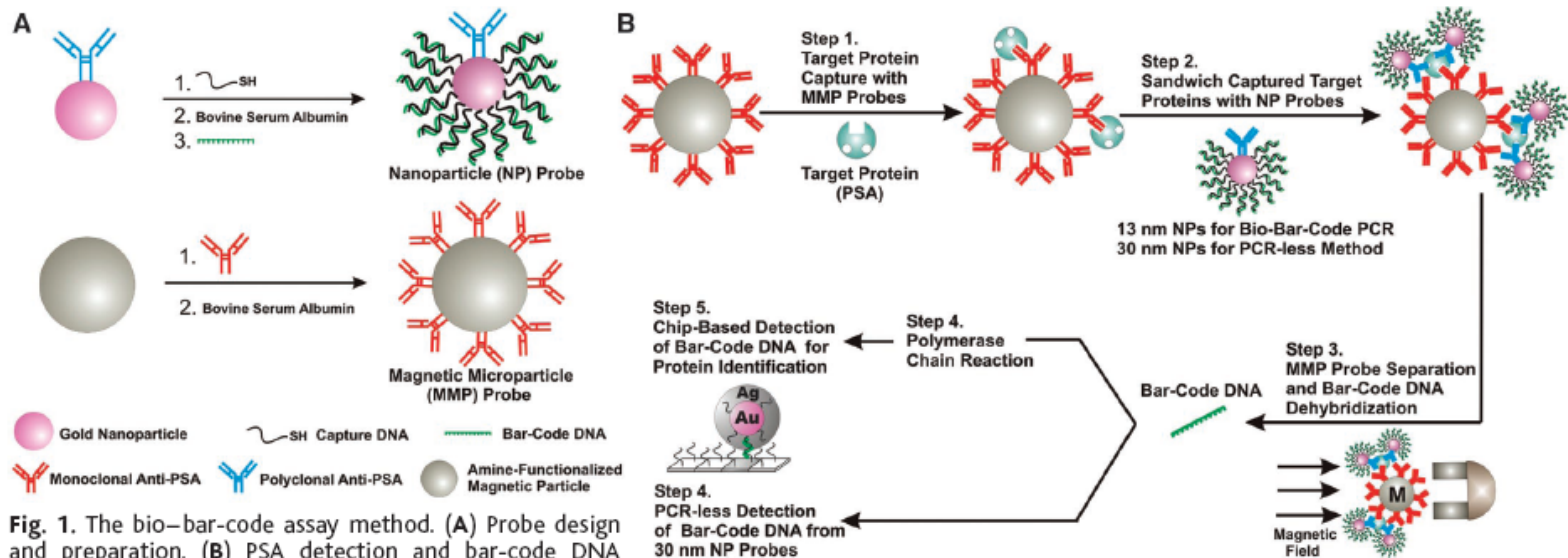 A
1. SH
2. Bovine Serum Albumin
3.
Nanoparticle (NP) Probe
1.
2. Bovine Serum Albumin
Magnetic Microparticle
(MMP) Probe
Gold Nanoparticle
SH Capture DNA
Bar-Code DNA
Monoclonal Anti-PSA
Polyclonal Anti-PSA
Amine-Functionalized
Magnetic Particle
Fig. 1. The bio–bar-code assay method. (A) Probe design
and preparation. (B) PSA detection and bar-code DNA
B
Step 1.
Target Protein
Capture with
MMP Probes
Target Protein
(PSA)
Step 2.
Sandwich Captured Target
Proteins with NP Probes
13 nm NPs for Bio-Bar-Code PCR
30 nm NPs for PCR-less Method
Step 3.
MMP Probe Separation
and Bar-Code DNA
Dehybridization
M
Magnetic
Field
Bar-Code DNA
Step 4.
Polymerase
Chain Reaction
Step 5.
Chip-Based Detection
of Bar-Code DNA for
Protein Identification
Ag
Au
Step 4.
PCR-less Detection
of Bar-Code DNA from
30 nm NP Probes